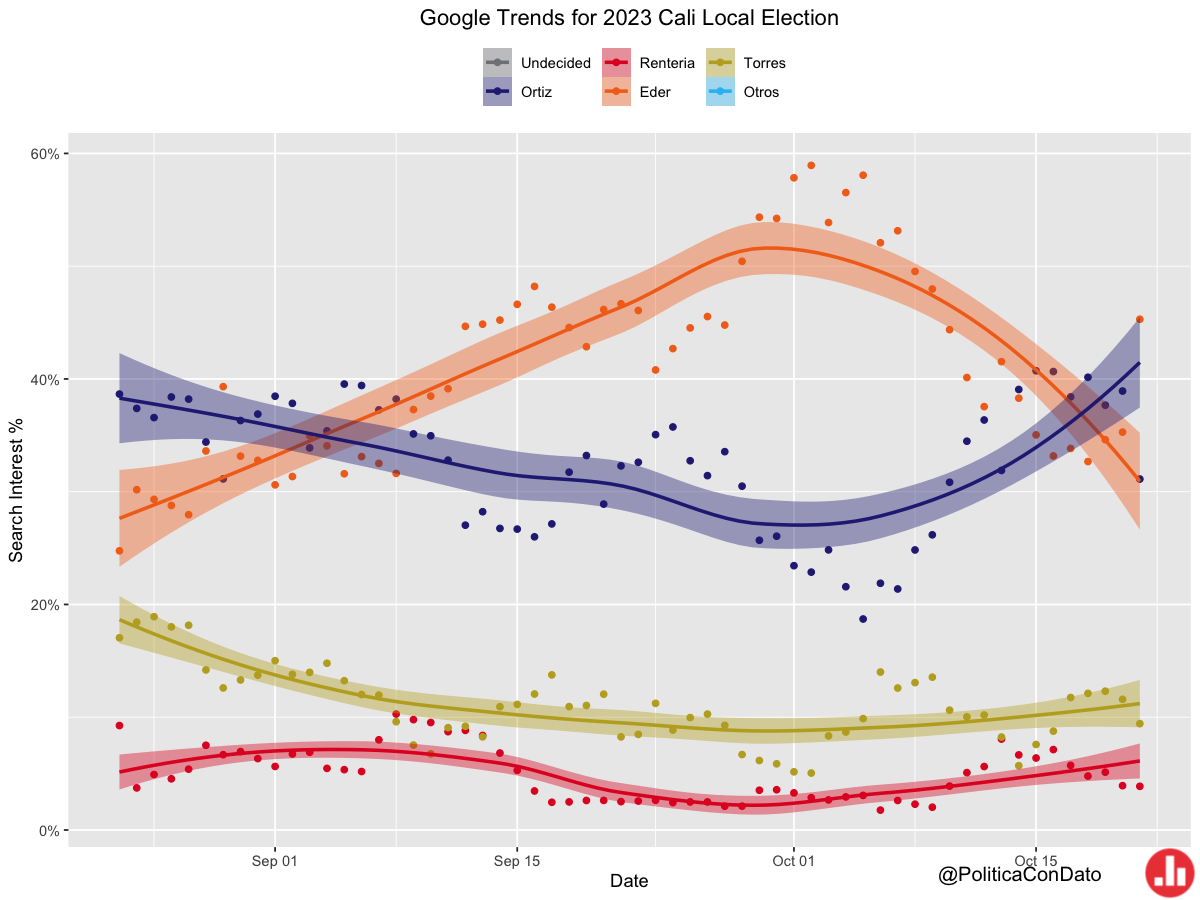 Google Trends for 2023 Cali Local Election
Undecided Renteria Torres
Ortiz Eder Otros
Search Interest %
60%
40%
20%
0%
Sep 01 Sep 15 Oct 01 Oct 15
Date
@PoliticaConDato